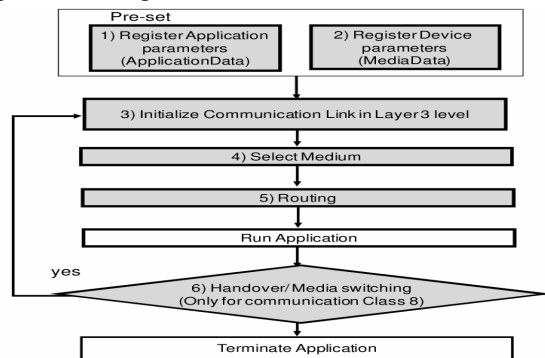 Pre-set
1) Register Application
parameters
(ApplicationData)
2) Register Device
parameters
(MediaData)
3) Initialize Communication Link in Layer 3 level
4) Select Medium
5) Routing
Run Application
yes
6) Handover/ Media switching
(Only for communication Class 8)
Terminate Application